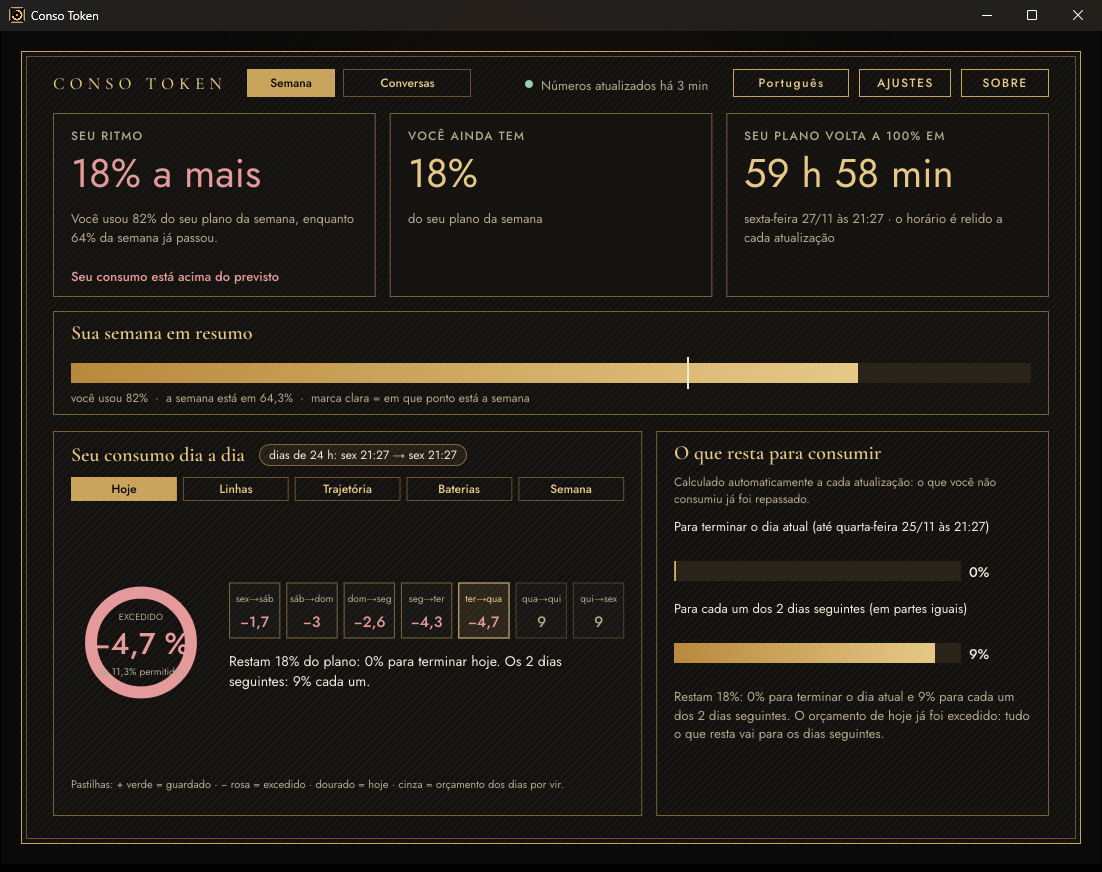 Conso Token
CONSO TOKEN
Semana
Conversas
Números atualizados há 3 min
Português
AJUSTES
SOBRE
SEU RITMO
18% a mais
Você usou 82% do seu plano da semana, enquanto
64% da semana já passou.
Seu consumo está acima do previsto
VOCÊ AINDA TEM
18%
do seu plano da semana
SEU PLANO VOLTA A 100% EM
59 h 58 min
sexta-feira 27/11 às 21:27 · o horário é relido a
cada atualização
Sua semana em resumo
você usou 82% · a semana está em 64,3% · marca clara = em que ponto está a semana
Seu consumo dia a dia
dias de 24 h: sex 21:27 → sex 21:27
Hoje
Linhas
Trajetória
Baterias
Semana
EXCEDIDO
−4,7 %
11,3% permitid
sex→sáb
−1,7
sáb→dom
−3
dom→seg
−2,6
seg→ter
−4,3
ter→qua
−4,7
qua→qui
9
qui→sex
9
Restam 18% do plano: 0% para terminar hoje. Os 2 dias
seguintes: 9% cada um.
Pastilhas: + verde = guardado · − rosa = excedido · dourado = hoje · cinza = orçamento dos dias por vir.
O que resta para consumir
Calculado automaticamente a cada atualização: o que você não
consumiu já foi repassado.
Para terminar o dia atual (até quarta-feira 25/11 às 21:27)
0%
Para cada um dos 2 dias seguintes (em partes iguais)
9%
Restam 18%: 0% para terminar o dia atual e 9% para cada um
dos 2 dias seguintes. O orçamento de hoje já foi excedido: tudo
o que resta vai para os dias seguintes.